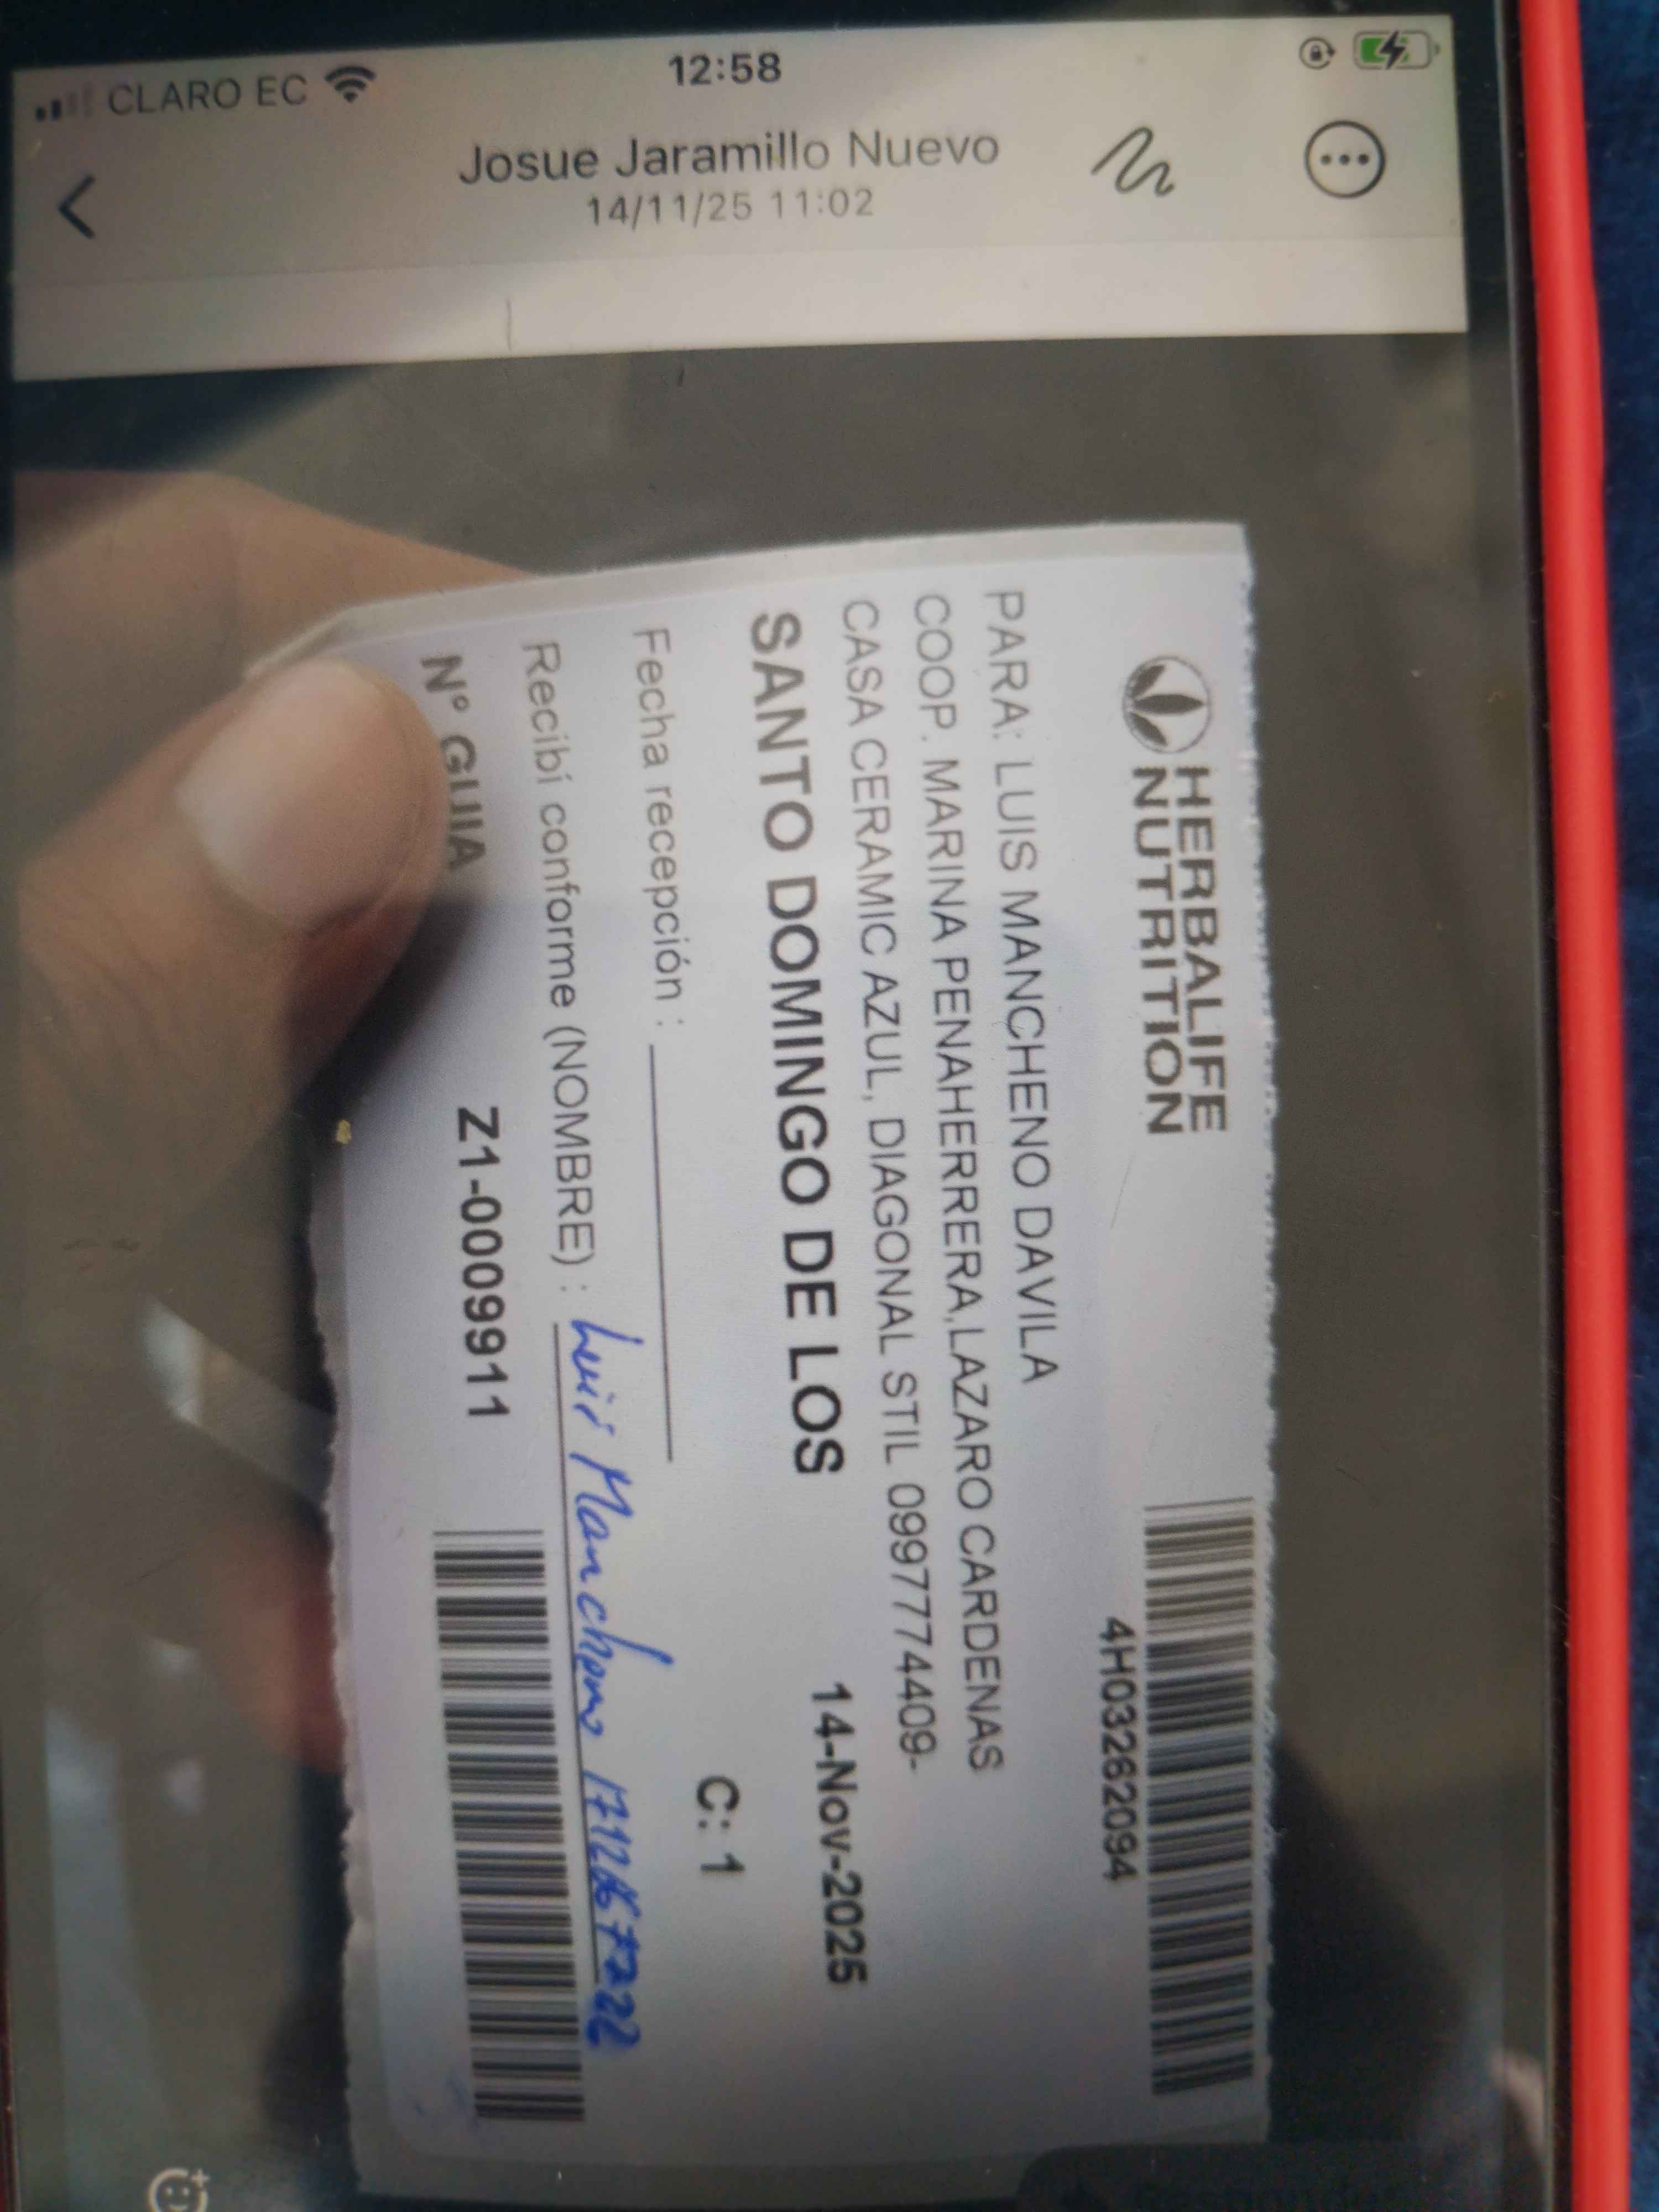 CLARO EC
12:58
Josue Jaramillo Nuevo
14/11/25 11:02
HERBALIFE
NUTRITION
4H03262094
PARA: LUIS MANCHENO DAVILA
COOP. MARINA PENAHERRERA,LAZARO CARDENAS
CASA CERAMIC AZUL, DIAGONAL STIL 0997774409-
SANTO DOMINGO DE LOS
14-Nov-2025
C: 1
Fecha recepción :
Recibí conforme (NOMBRE) : Luis Mancheno
Nº GUIA
Z1-0009911